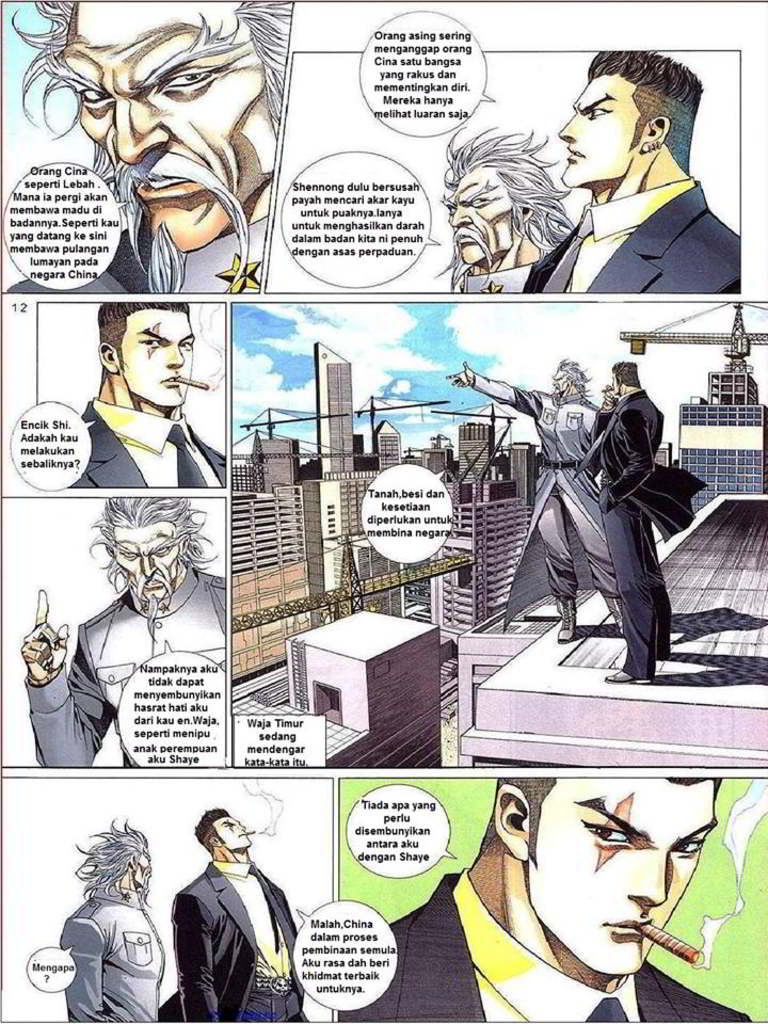 Orang Cina
seperti Lebah .
Mana ia pergi akan
membawa madu di
badannya.Seperti kau
yang datang ke sini
membawa pulangan
lumayan pada
negara China
Orang asing sering
menganggap orang
Cina satu bangsa
yang rakus dan
mementingkan diri.
Mereka hanya
melihat luaran saja.
Shennong dulu bersusah
payah mencari akar kayu
untuk puaknya.Ianya
untuk menghasilkan darah
dalam badan kita ni penuh
dengan asas perpaduan.
12
Encik Shi.
Adakah kau
melakukan
sebaliknya?
Tanah,besi dan
kesetiaan
diperlukan untuk
membina negara
Nampaknya aku
tidak dapat
menyembunyikan
hasrat hati aku
dari kau en.Waja,
seperti menipu
anak perempuan
aku Shaye
Waja Timur
sedang
mendengar
kata-kata itu.
Mengapa
?
Malah,China
dalam proses
pembinaan semula.
Aku rasa dah beri
khidmat terbaik
untuknya.
Tiada apa yang
perlu
disembunyikan
antara aku
dengan Shaye